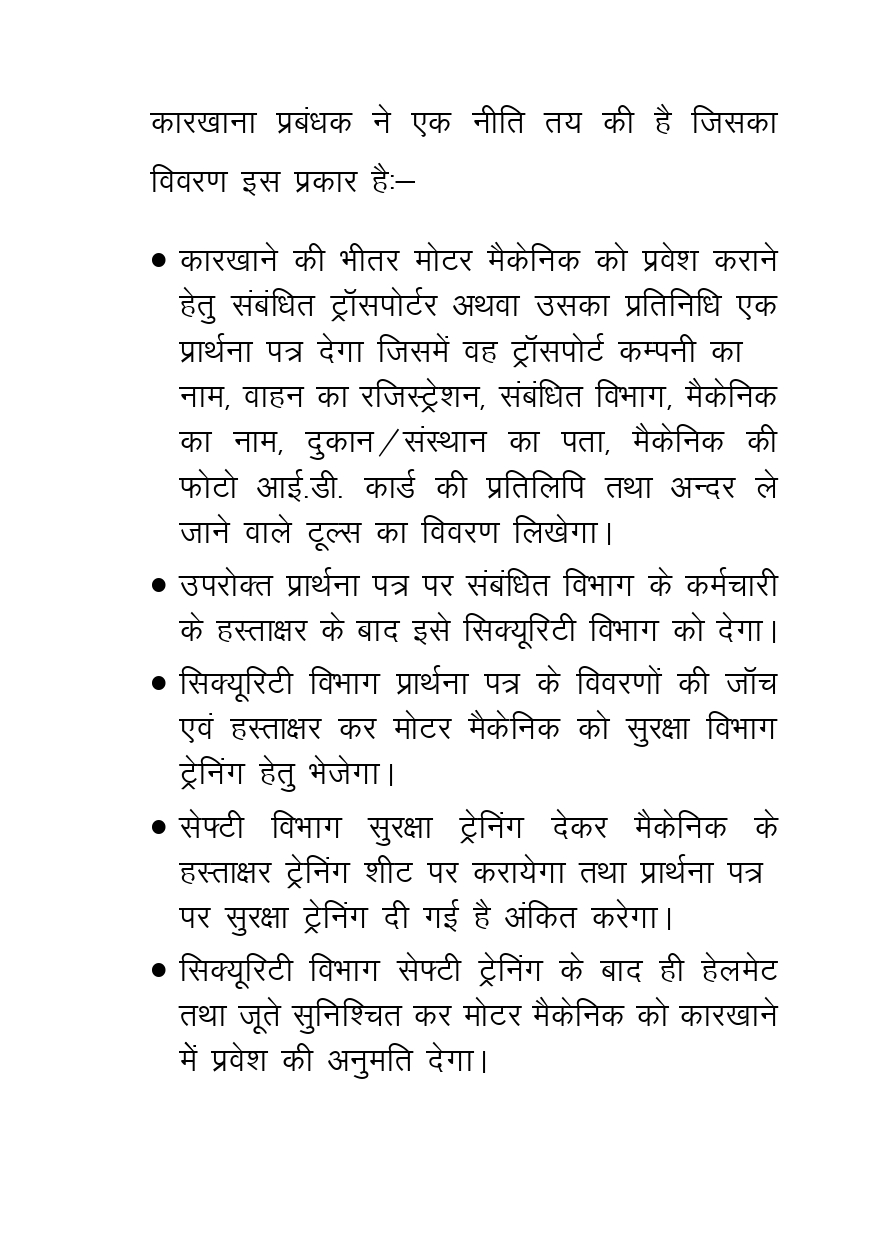 कारखाना प्रबंधक ने एक नीति तय की है जिसका
विवरण इस प्रकार है:–
• कारखाने की भीतर मोटर मैकेनिक को प्रवेश कराने
हेतु संबंधित ट्रॉसपोर्टर अथवा उसका प्रतिनिधि एक
प्रार्थना पत्र देगा जिसमें वह ट्रॉसपोर्ट कम्पनी का
नाम, वाहन का रजिस्ट्रेशन, संबंधित विभाग, मैकेनिक
का नाम, दुकान/संस्थान का पता, मैकेनिक की
फोटो आई.डी. कार्ड की प्रतिलिपि तथा अन्दर ले
जाने वाले टूल्स का विवरण लिखेगा।
• उपरोक्त प्रार्थना पत्र पर संबंधित विभाग के कर्मचारी
के हस्ताक्षर के बाद इसे सिक्यूरिटी विभाग को देगा।
• सिक्यूरिटी विभाग प्रार्थना पत्र के विवरणों की जॉच
एवं हस्ताक्षर कर मोटर मैकेनिक को सुरक्षा विभाग
ट्रेनिंग हेतु भेजेगा।
• सेफ्टी विभाग सुरक्षा ट्रेनिंग देकर मैकेनिक के
हस्ताक्षर ट्रेनिंग शीट पर करायेगा तथा प्रार्थना पत्र
पर सुरक्षा ट्रेनिंग दी गई है अंकित करेगा।
• सिक्यूरिटी विभाग सेफ्टी ट्रेनिंग के बाद ही हेलमेट
तथा जूते सुनिश्चित कर मोटर मैकेनिक को कारखाने
में प्रवेश की अनुमति देगा।